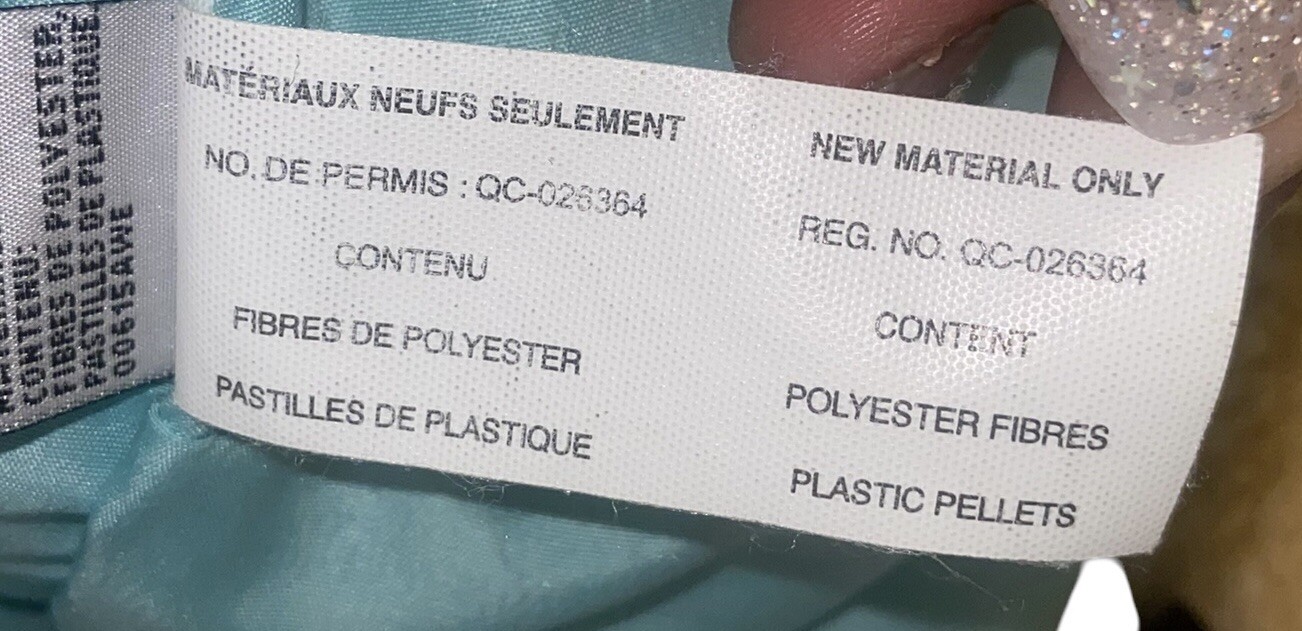 CONTENU:
FIBRES DE POLYESTER,
PASTILLES DE PLASTIQUE
00615AWE
MATÉRIAUX NEUFS SEULEMENT
NO. DE PERMIS : QC-026364
CONTENU
FIBRES DE POLYESTER
PASTILLES DE PLASTIQUE
NEW MATERIAL ONLY
REG. NO. QC-026364
CONTENT
POLYESTER FIBRES
PLASTIC PELLETS